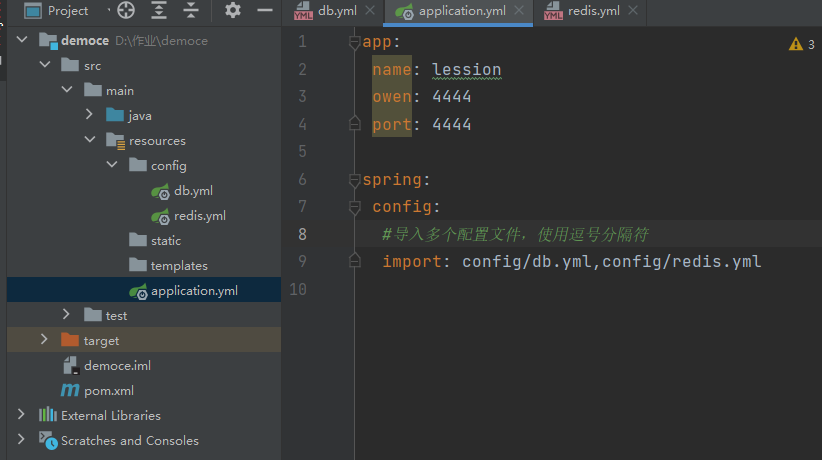 Project
democe D:\作业\democe
src
main
java
resources
config
db.yml
redis.yml
static
templates
application.yml
test
target
democe.iml
pom.xml
External Libraries
Scratches and Consoles
db.yml application.yml redis.yml
3
1 app:
2 name: lession
3 owen: 4444
4 port: 4444
5
6 spring:
7 config:
8 #导入多个配置文件，使用逗号分隔符
9 import: config/db.yml,config/redis.yml
10